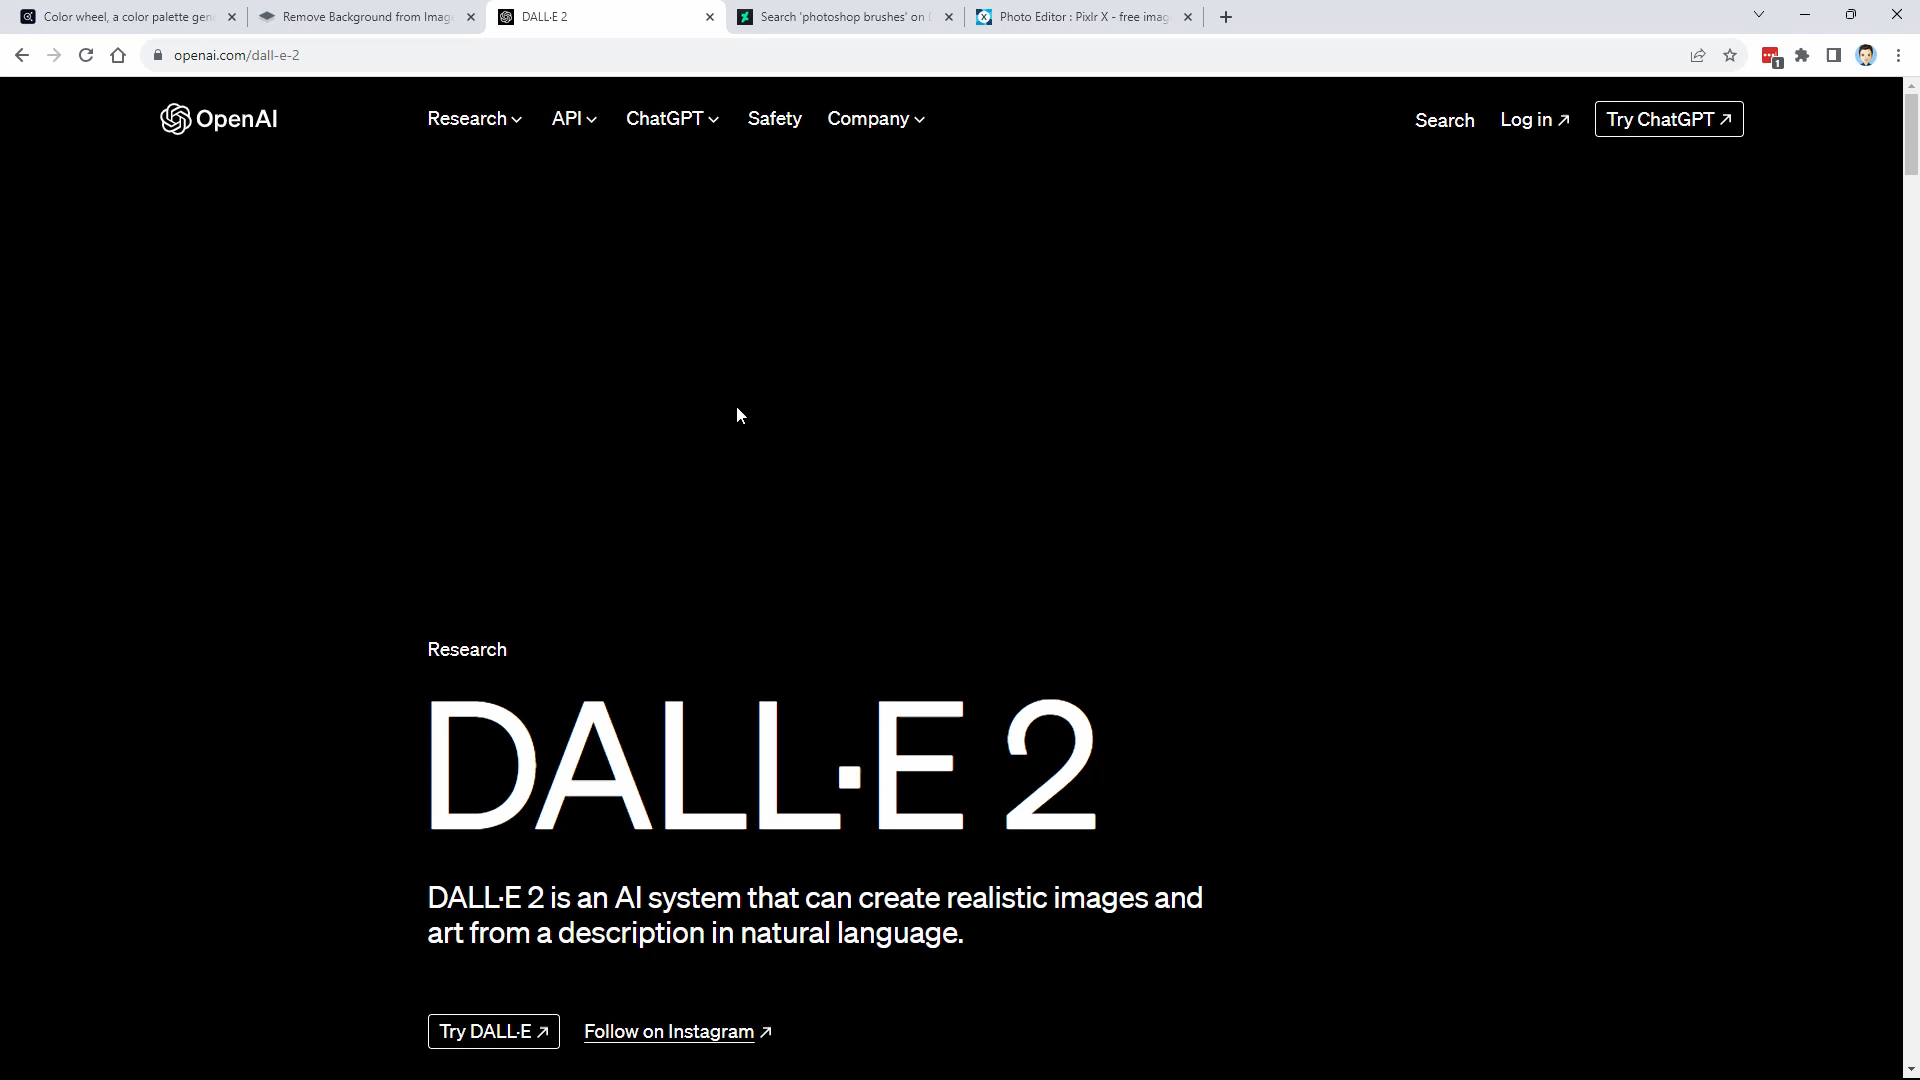 Color wheel, a color palette gen
Remove Background from Image
DALL·E 2
Search 'photoshop brushes' on D
Photo Editor : Pixlr X - free imag
openai.com/dall-e-2
1
OpenAI
Research
API
ChatGPT
Safety
Company
Search
Log in ↗
Try ChatGPT ↗
Research
DALL·E 2
DALL·E 2 is an AI system that can create realistic images and
art from a description in natural language.
Try DALL·E ↗
Follow on Instagram ↗